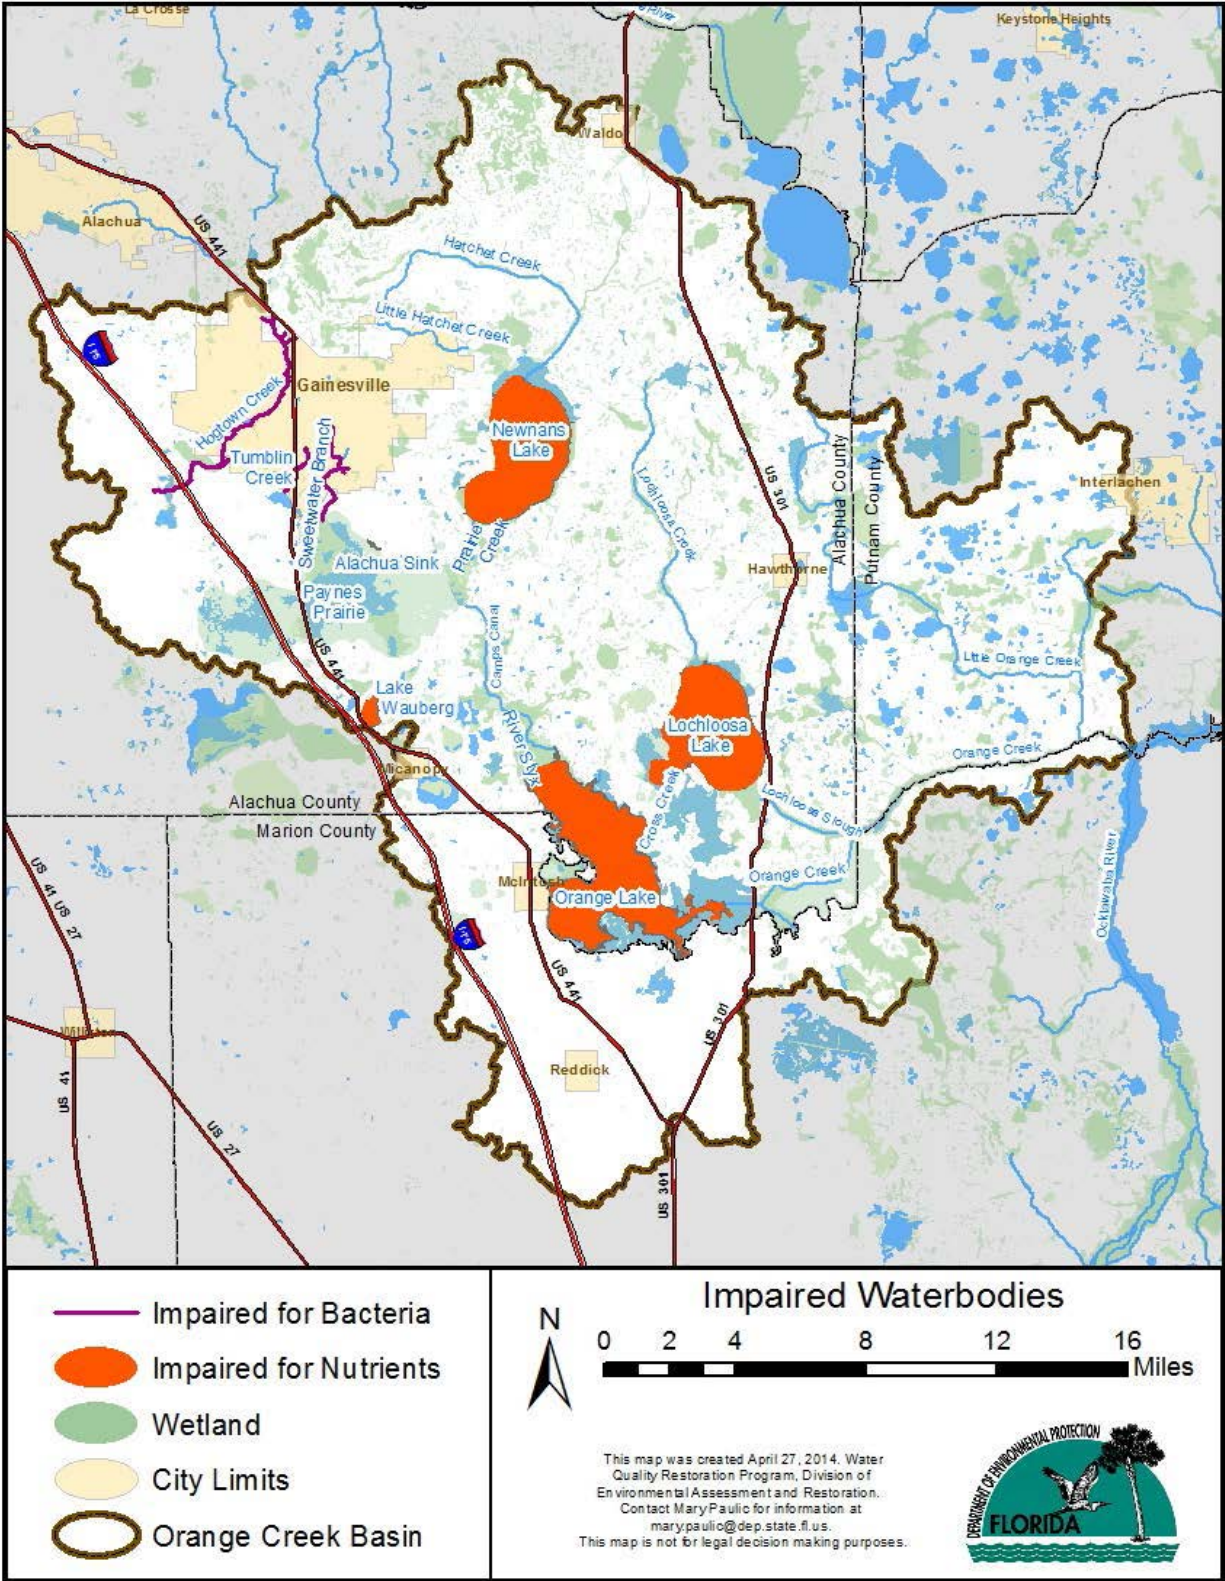 La Crosse
River
Keystone Heights
Waldo
Alachua
US 441
Hatchet Creek
Little Hatchet Creek
I-75
Gainesville
Hogtown Creek
Newnans
Lake
Tumblin
Creek
Sweetwater Branch
Lochloosa Creek
US 301
Alachua County
Putnam County
Interlachen
Prairie
Creek
Alachua Sink
Hawthorne
Paynes
Prairie
Camps Canal
US 441
Little Orange Creek
Lake
Wauberg
River Styx
Lochloosa
Lake
Orange Creek
Micanopy
Cross Creek
Lochloosa Slough
Alachua County
Marion County
Ocklawaha River
US 41 US 27
McIntosh
Orange Creek
Orange Lake
I-75
US 441
US 301
Reddick
US 41
US 27
US 301
Impaired for Bacteria
Impaired for Nutrients
Wetland
City Limits
Orange Creek Basin
Impaired Waterbodies
N
0 2 4 8 12 16
Miles
This map was created April 27, 2014. Water
Quality Restoration Program, Division of
Environmental Assessment and Restoration.
Contact Mary Paulic for information at
mary.paulic@dep.state.fl.us.
This map is not for legal decision making purposes.
DEPARTMENT OF ENVIRONMENTAL PROTECTION
FLORIDA